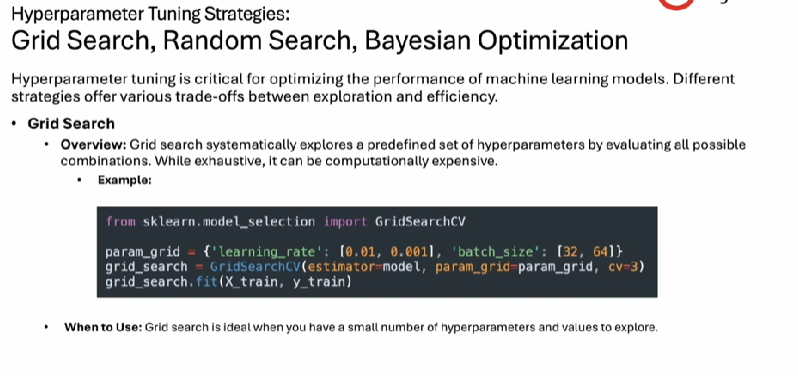 Hyperparameter Tuning Strategies:
Grid Search, Random Search, Bayesian Optimization
Hyperparameter tuning is critical for optimizing the performance of machine learning models. Different
strategies offer various trade-offs between exploration and efficiency.
• Grid Search
• Overview: Grid search systematically explores a predefined set of hyperparameters by evaluating all possible
combinations. While exhaustive, it can be computationally expensive.
• Example:
from sklearn.model_selection import GridSearchCV
param_grid = {'learning_rate': [0.01, 0.001], 'batch_size': [32, 64]}
grid_search = GridSearchCV(estimator=model, param_grid=param_grid, cv=3)
grid_search.fit(X_train, y_train)
• When to Use: Grid search is ideal when you have a small number of hyperparameters and values to explore.